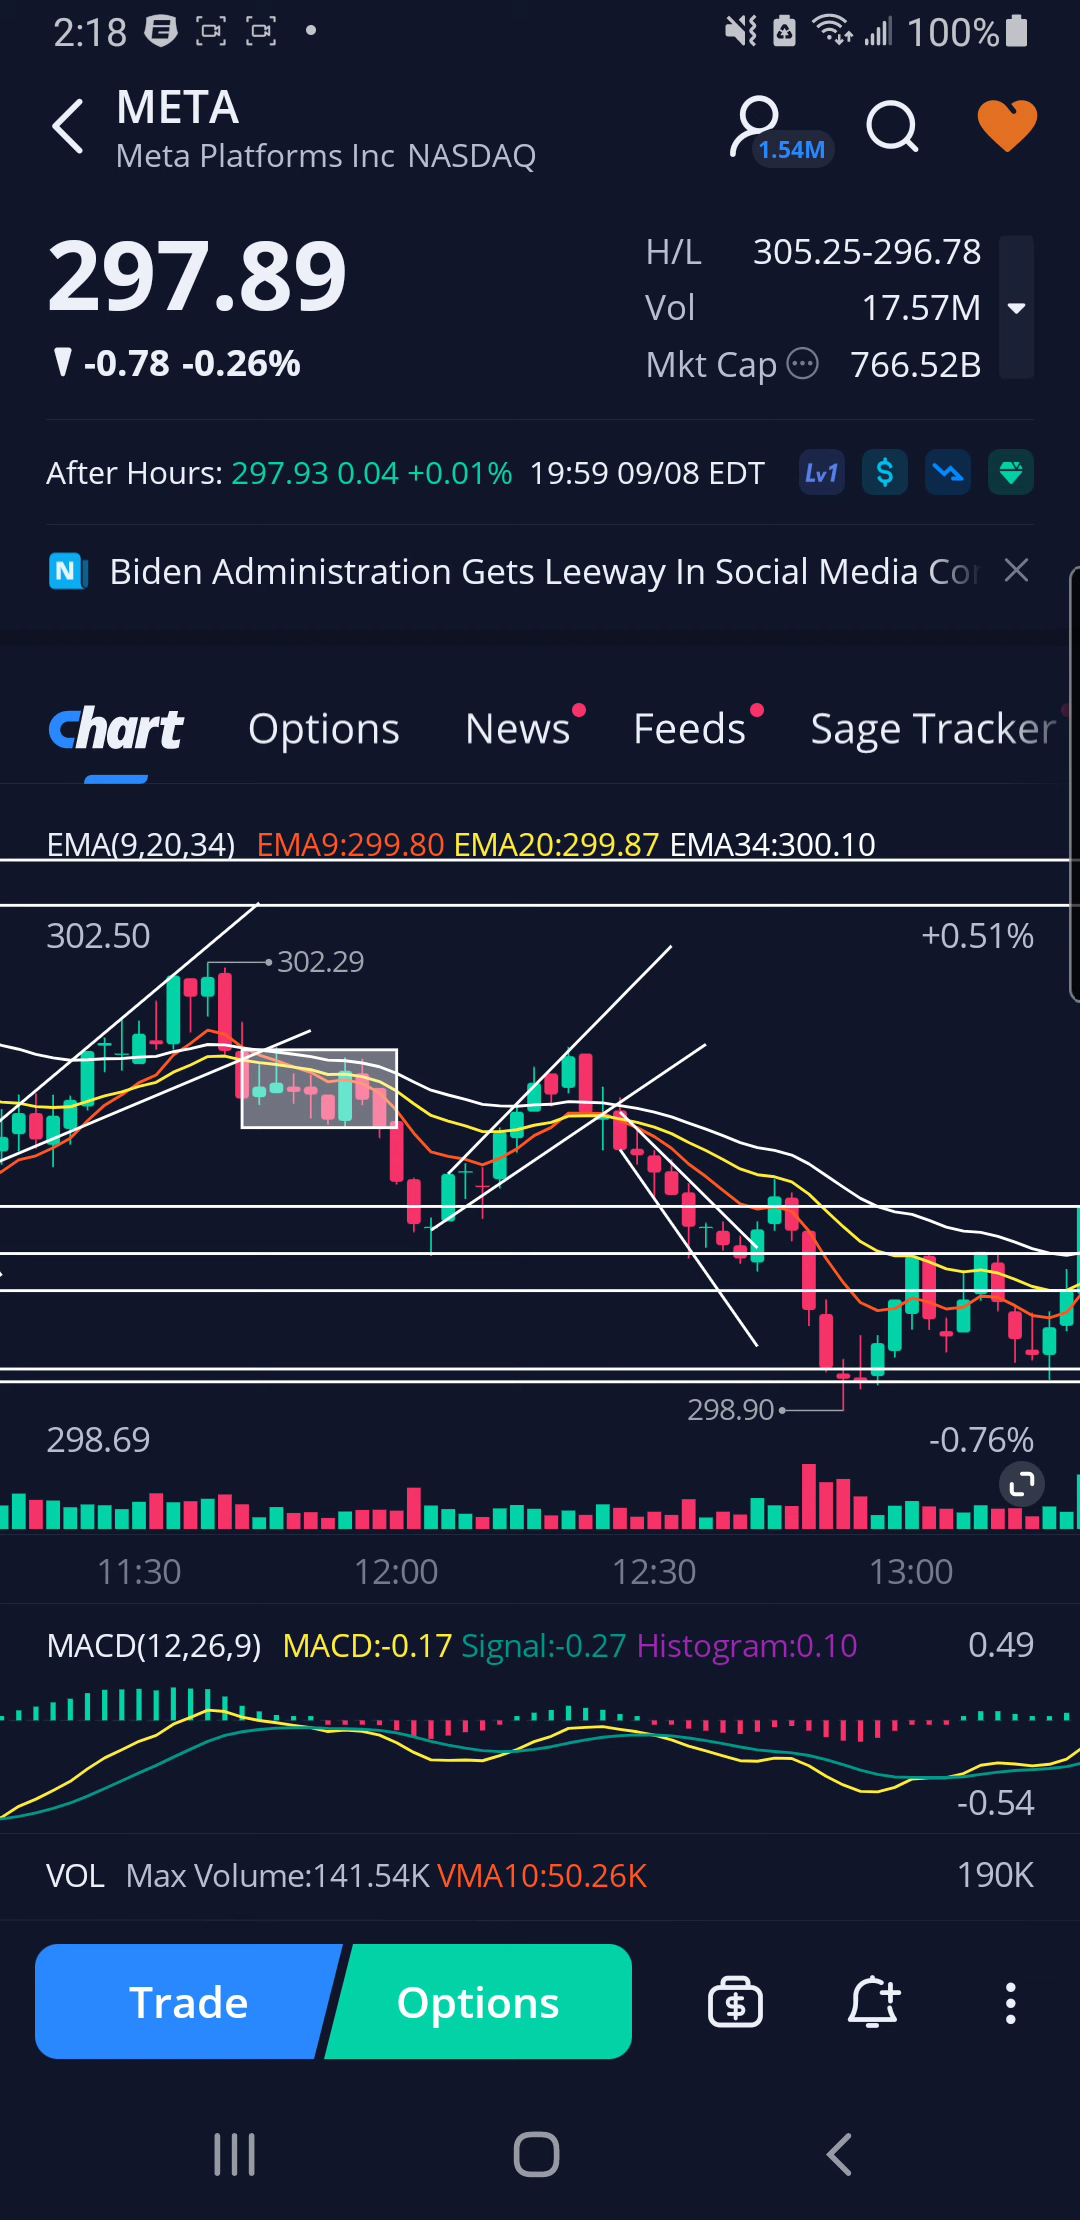 2:18 100%
META
Meta Platforms Inc NASDAQ
1.54M
297.89
-0.78 -0.26%
H/L 305.25-296.78
Vol 17.57M
Mkt Cap 766.52B
After Hours: 297.93 0.04 +0.01% 19:59 09/08 EDT Lv1 $
N Biden Administration Gets Leeway In Social Media
Chart Options News Feeds Sage Tracker
EMA(9,20,34) EMA9:299.80 EMA20:299.87 EMA34:300.10
302.50 +0.51%
302.29
298.90
298.69 -0.76%
11:30 12:00 12:30 13:00
MACD(12,26,9) MACD:-0.17 Signal:-0.27 Histogram:0.10 0.49
-0.54
VOL Max Volume:141.54K VMA10:50.26K 190K
Trade Options $